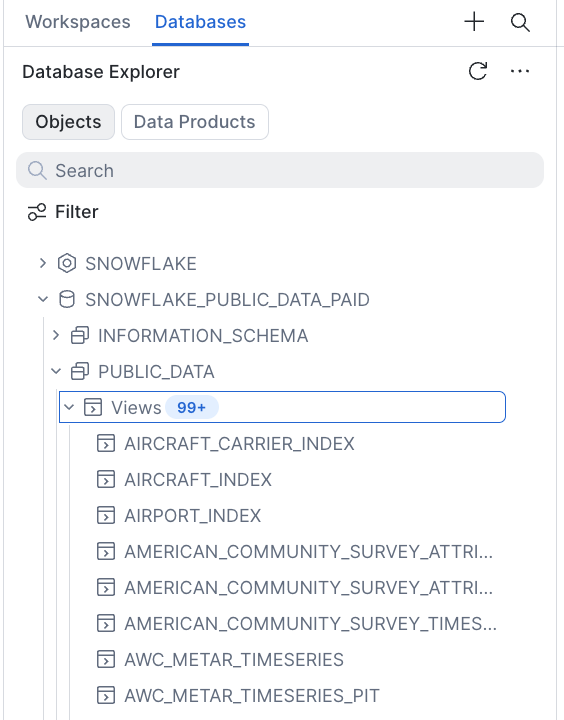 Workspaces Databases
Database Explorer
Objects Data Products
Search
Filter
SNOWFLAKE
SNOWFLAKE_PUBLIC_DATA_PAID
INFORMATION_SCHEMA
PUBLIC_DATA
Views 99+
AIRCRAFT_CARRIER_INDEX
AIRCRAFT_INDEX
AIRPORT_INDEX
AMERICAN_COMMUNITY_SURVEY_ATTRI...
AMERICAN_COMMUNITY_SURVEY_ATTRI...
AMERICAN_COMMUNITY_SURVEY_TIMES...
AWC_METAR_TIMESERIES
AWC_METAR_TIMESERIES_PIT